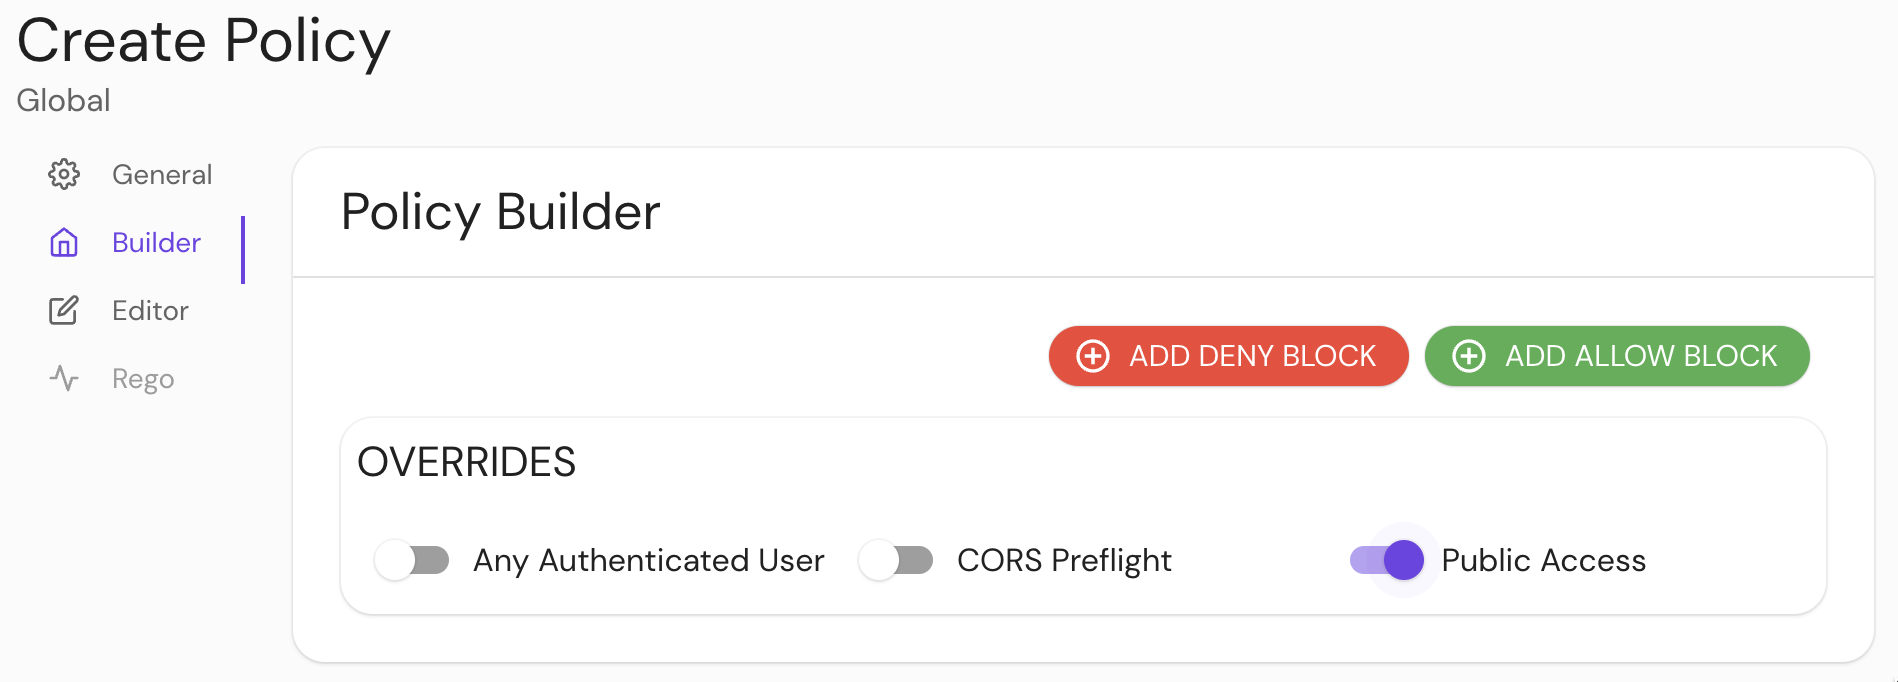 Create Policy
Global
General
Builder
Editor
Rego
Policy Builder
ADD DENY BLOCK
ADD ALLOW BLOCK
OVERRIDES
Any Authenticated User
CORS Preflight
Public Access